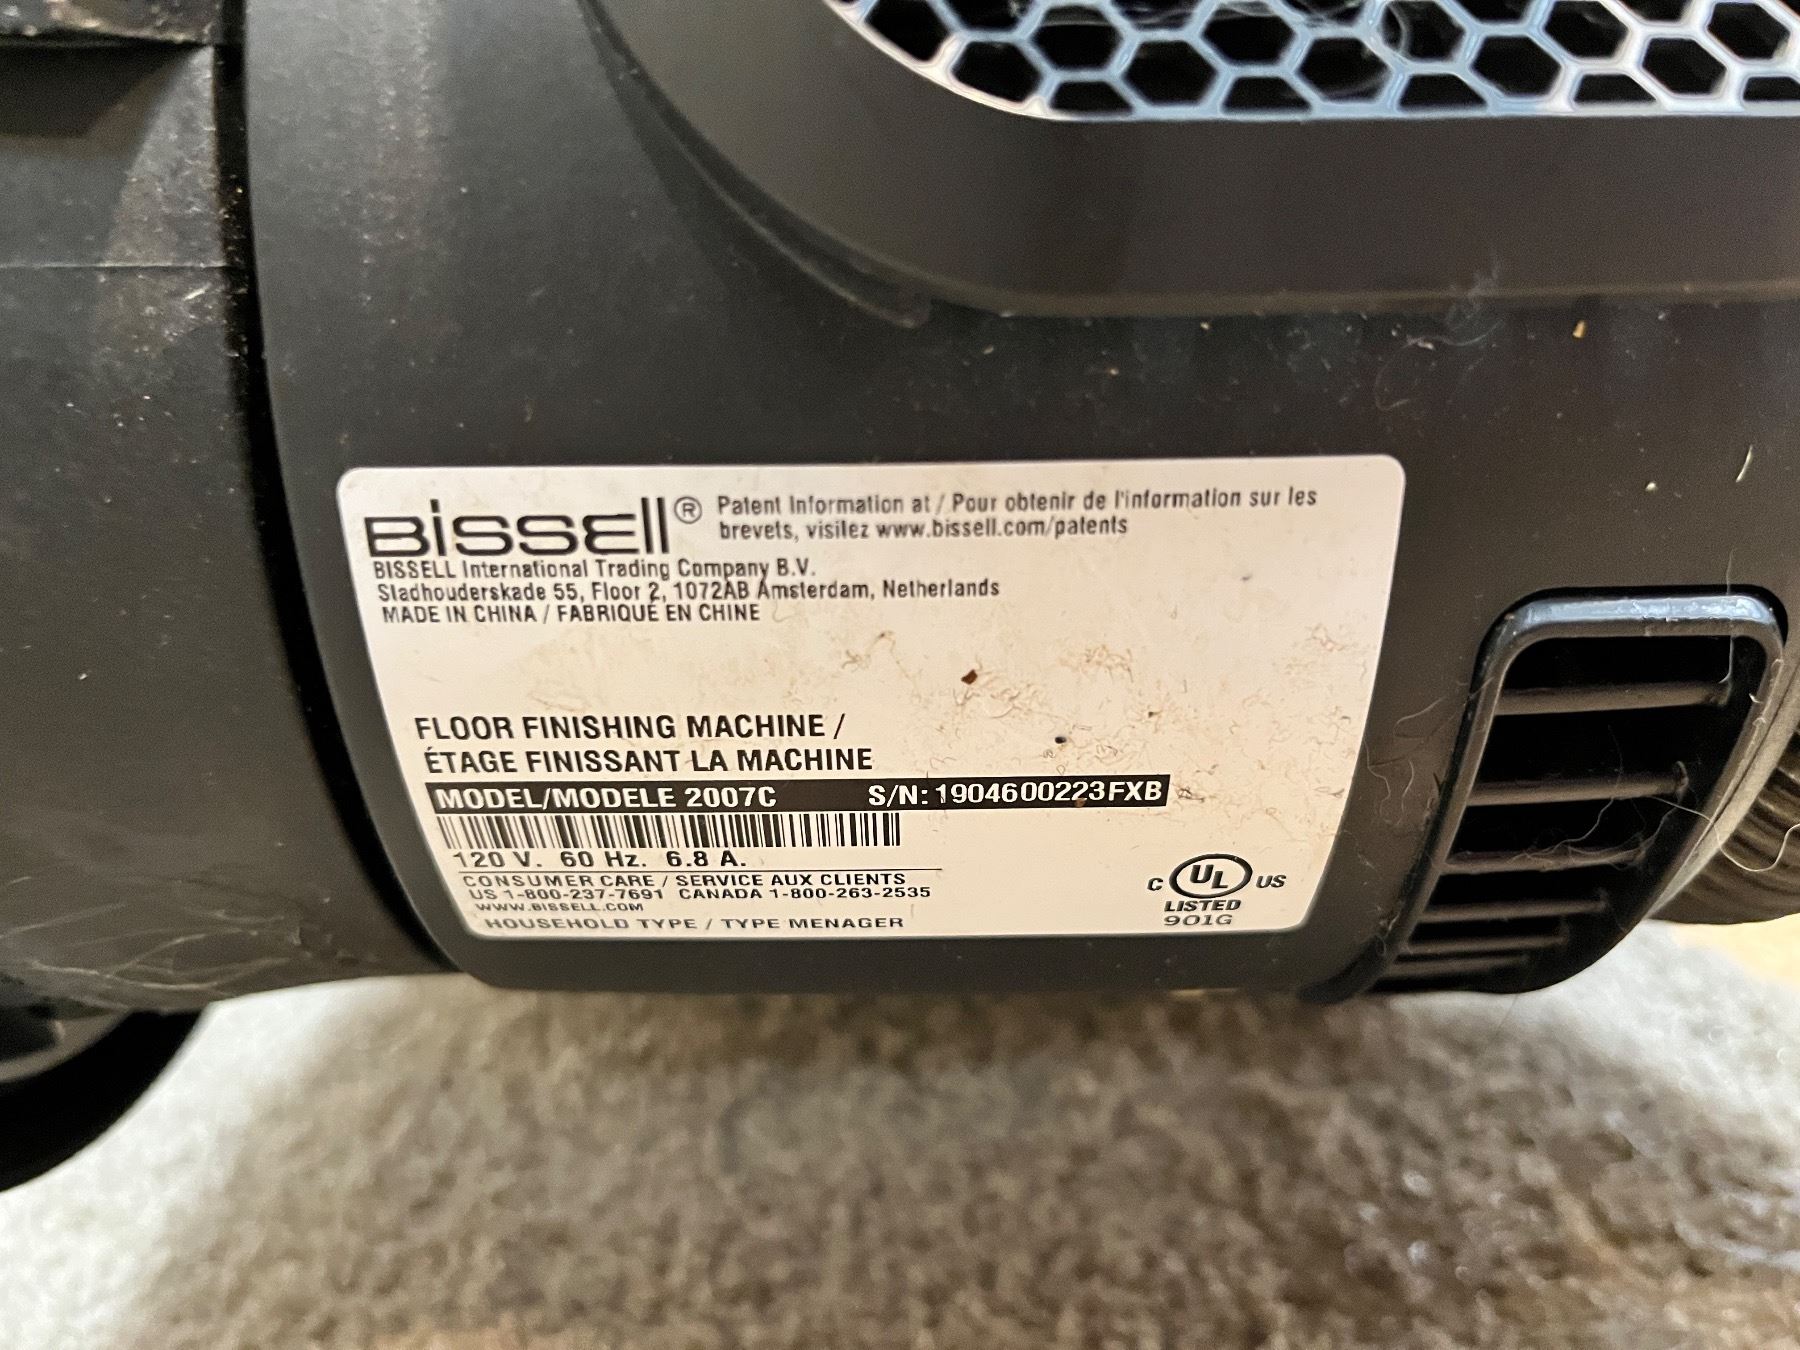 BISSELL® Patent Information at / Pour obtenir de l'information sur les
brevets, visitez www.bissell.com/patents
BISSELL International Trading Company B.V.
Stadhouderskade 55, Floor 2, 1072AB Amsterdam, Netherlands
MADE IN CHINA / FABRIQUÉ EN CHINE
FLOOR FINISHING MACHINE /
ÉTAGE FINISSANT LA MACHINE
MODEL/MODELE 2007C S/N: 1904600223FXB
120 V. 60 Hz. 6.8 A.
CONSUMER CARE / SERVICE AUX CLIENTS
US 1-800-237-7691 CANADA 1-800-263-2535
WWW.BISSELL.COM
HOUSEHOLD TYPE / TYPE MENAGER
C UL US
LISTED
901G